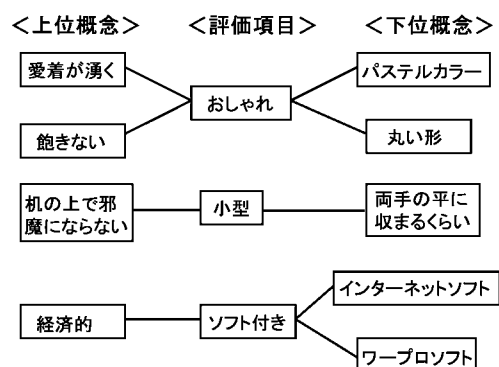 ＜上位概念＞ ＜評価項目＞ ＜下位概念＞
愛着が湧く
飽きない
おしゃれ
パステルカラー
丸い形
机の上で邪
魔にならない
小型
両手の平に
収まるくらい
経済的
ソフト付き
インターネットソフト
ワープロソフト